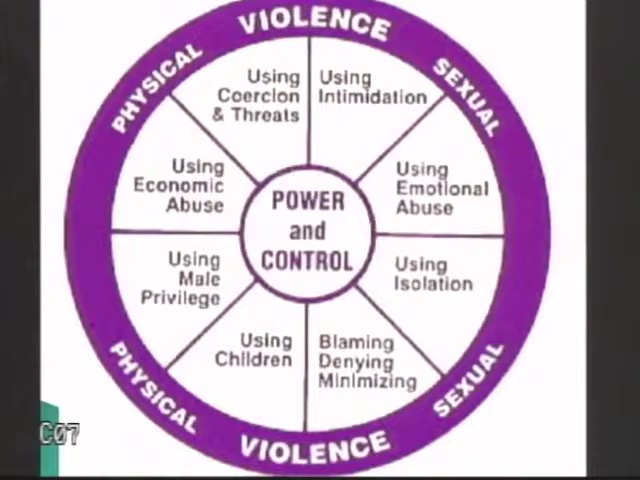 VIOLENCE
PHYSICAL
SEXUAL
Using
Coercion
& Threats
Using
Intimidation
Using
Economic
Abuse
Using
Emotional
Abuse
POWER
and
CONTROL
Using
Male
Privilege
Using
Isolation
Using
Children
Blaming
Denying
Minimizing
PHYSICAL
SEXUAL
VIOLENCE
C07